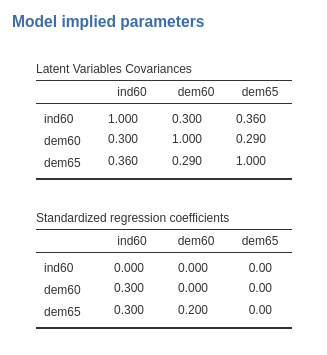 Model implied parameters
Latent Variables Covariances
ind60 dem60 dem65
ind60 1.000 0.300 0.360
dem60 0.300 1.000 0.290
dem65 0.360 0.290 1.000
Standardized regression coefficients
ind60 dem60 dem65
ind60 0.000 0.000 0.00
dem60 0.300 0.000 0.00
dem65 0.300 0.200 0.00